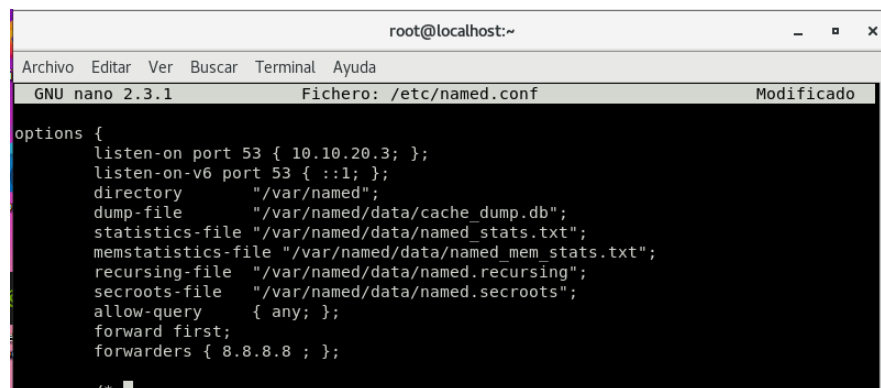 root@localhost:~
Archivo Editar Ver Buscar Terminal Ayuda
GNU nano 2.3.1 Fichero: /etc/named.conf Modificado
options {
listen-on port 53 { 10.10.20.3; };
listen-on-v6 port 53 { ::1; };
directory "/var/named";
dump-file "/var/named/data/cache_dump.db";
statistics-file "/var/named/data/named_stats.txt";
memstatistics-file "/var/named/data/named_mem_stats.txt";
recursing-file "/var/named/data/named.recursing";
secroots-file "/var/named/data/named.secroots";
allow-query { any; };
forward first;
forwarders { 8.8.8.8 ; };
/*